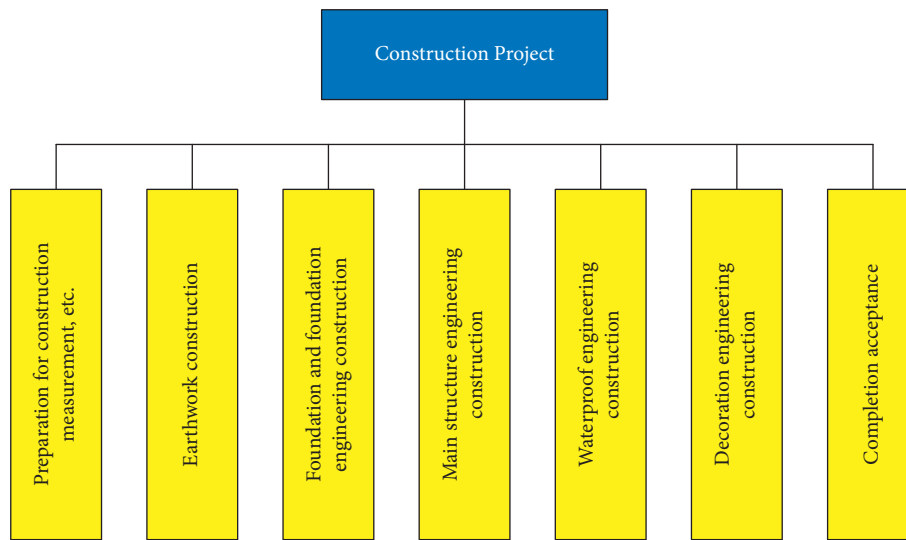 Construction Project
Preparation for construction
measurement, etc.
Earthwork construction
Foundation and foundation
engineering construction
Main structure engineering
construction
Waterproof engineering
construction
Decoration engineering
construction
Completion acceptance